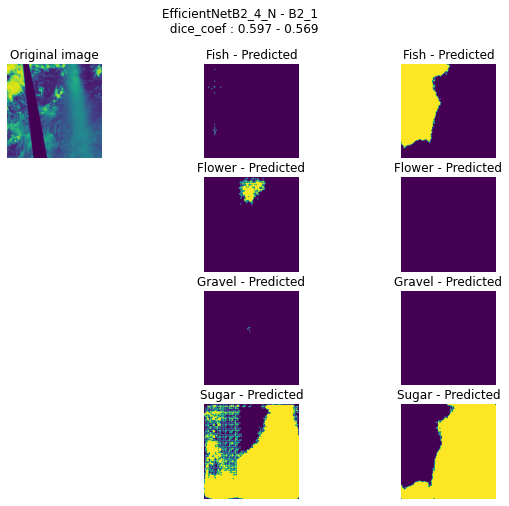 EfficientNetB2_4_N - B2_1
dice_coef : 0.597 - 0.569
Original image
Fish - Predicted
Fish - Predicted
Flower - Predicted
Flower - Predicted
Gravel - Predicted
Gravel - Predicted
Sugar - Predicted
Sugar - Predicted